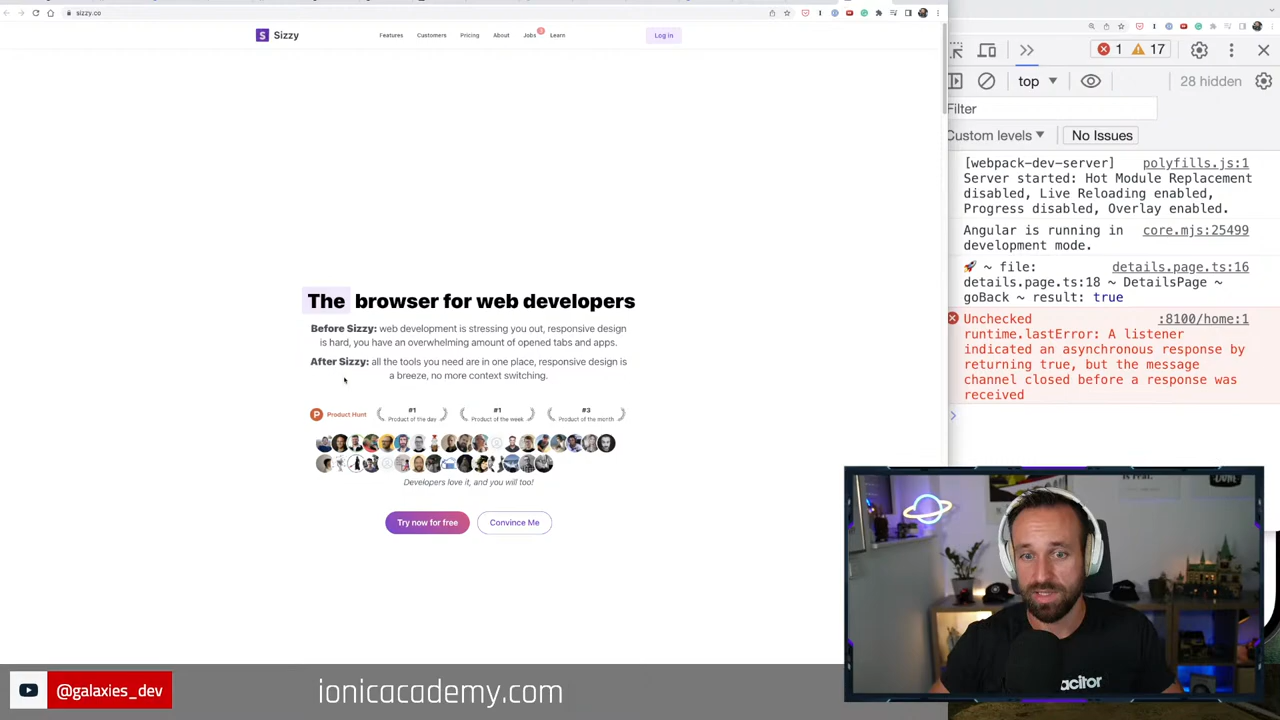 sizzy.co
S Sizzy
Features
Customers
Pricing
About
Jobs
Learn
Log in
The browser for web developers
Before Sizzy: web development is stressing you out, responsive design
is hard, you have an overwhelming amount of opened tabs and apps.
After Sizzy: all the tools you need are in one place, responsive design is
a breeze, no more context switching.
P Product Hunt
#1
Product of the day
#1
Product of the week
#3
Product of the month
Developers love it, and you will too!
Try now for free
Convince Me
1 17
top
28 hidden
Filter
Custom levels
No Issues
[webpack-dev-server] polyfills.js:1
Server started: Hot Module Replacement
disabled, Live Reloading enabled,
Progress disabled, Overlay enabled.
Angular is running in core.mjs:25499
development mode.
🚀 ~ file: details.page.ts:16
details.page.ts:18 ~ DetailsPage ~
goBack ~ result: true
Unchecked :8100/home:1
runtime.lastError: A listener
indicated an asynchronous response by
returning true, but the message
channel closed before a response was
received
acitor
@galaxies_dev
ionicacademy.com